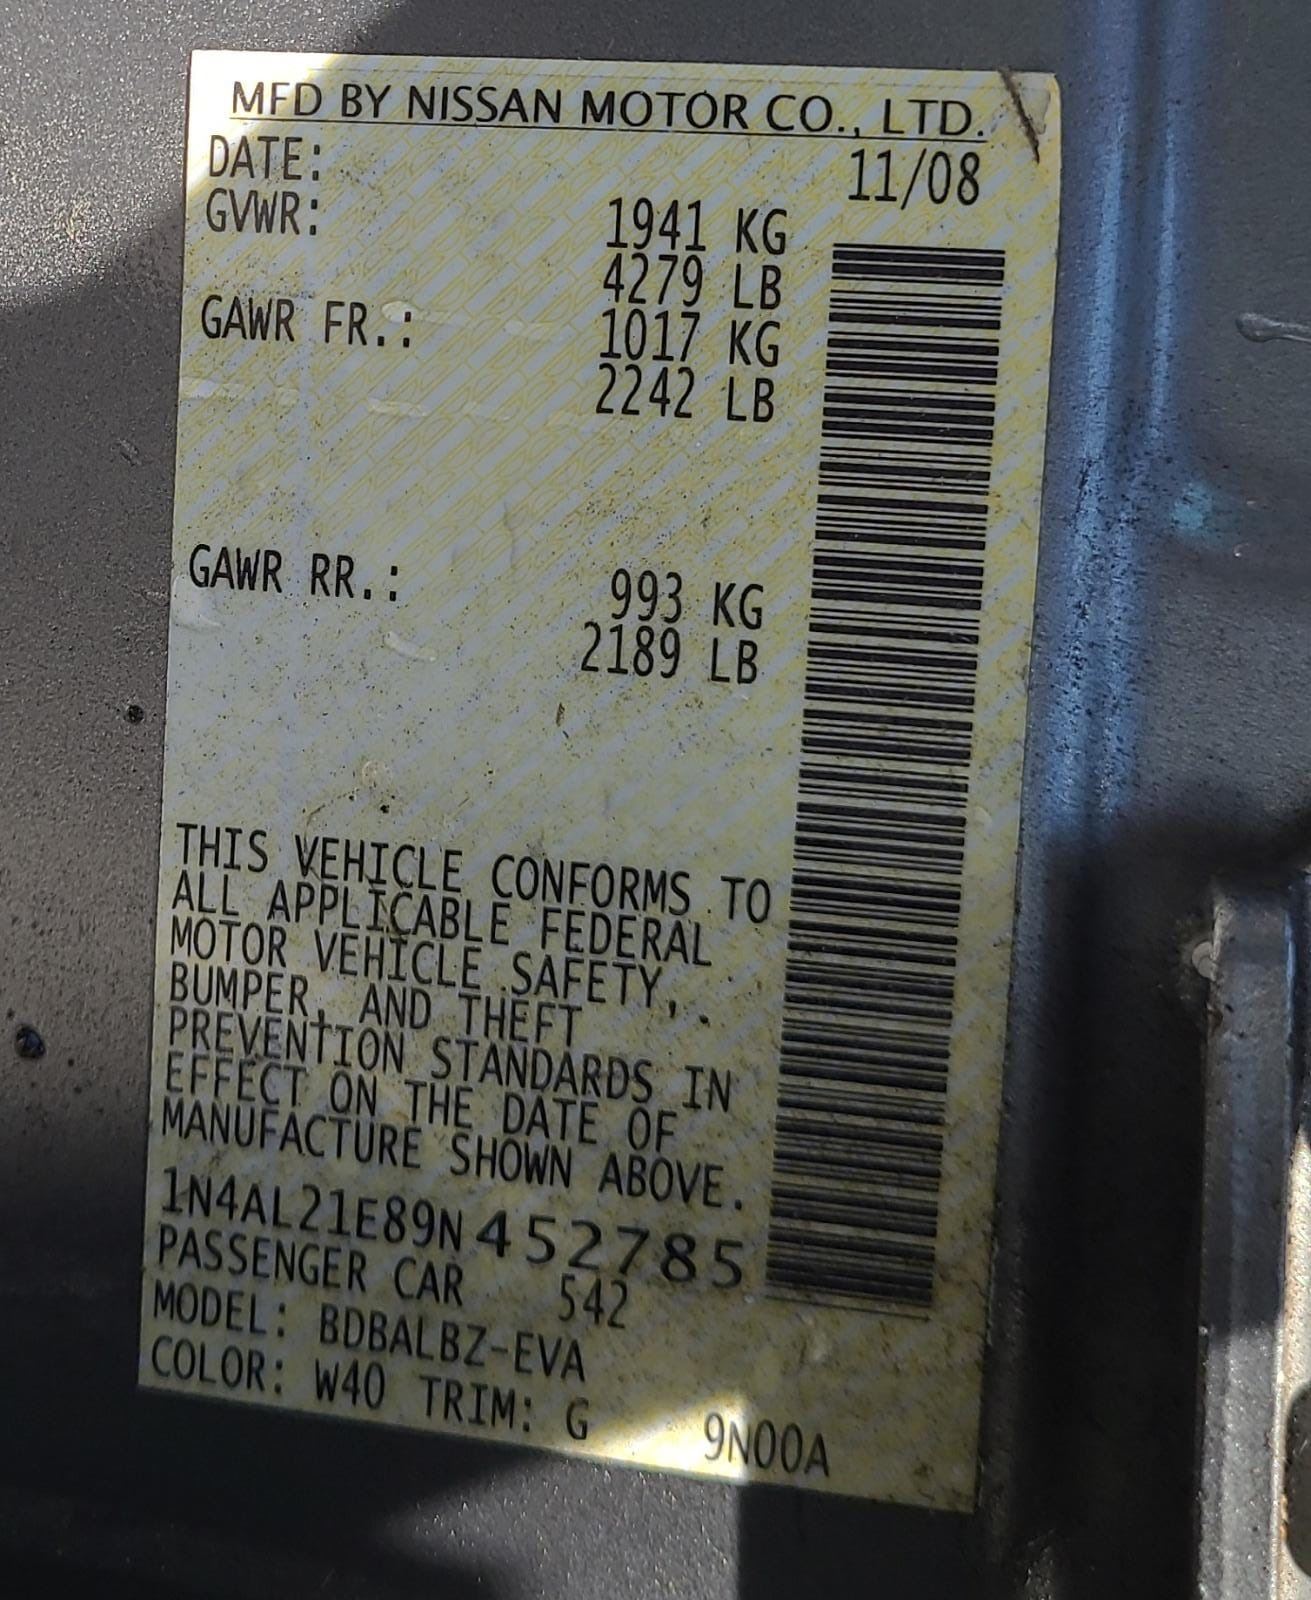 MFD BY NISSAN MOTOR CO., LTD.
DATE: 11/08
GVWR: 1941 KG
4279 LB
GAWR FR.: 1017 KG
2242 LB
GAWR RR.: 993 KG
2189 LB
THIS VEHICLE CONFORMS TO
ALL APPLICABLE FEDERAL
MOTOR VEHICLE SAFETY,
BUMPER, AND THEFT
PREVENTION STANDARDS IN
EFFECT ON THE DATE OF
MANUFACTURE SHOWN ABOVE.
1N4AL21E89N452785
PASSENGER CAR 542
MODEL: BDBALBZ-EVA
COLOR: W40 TRIM: G 9N00A